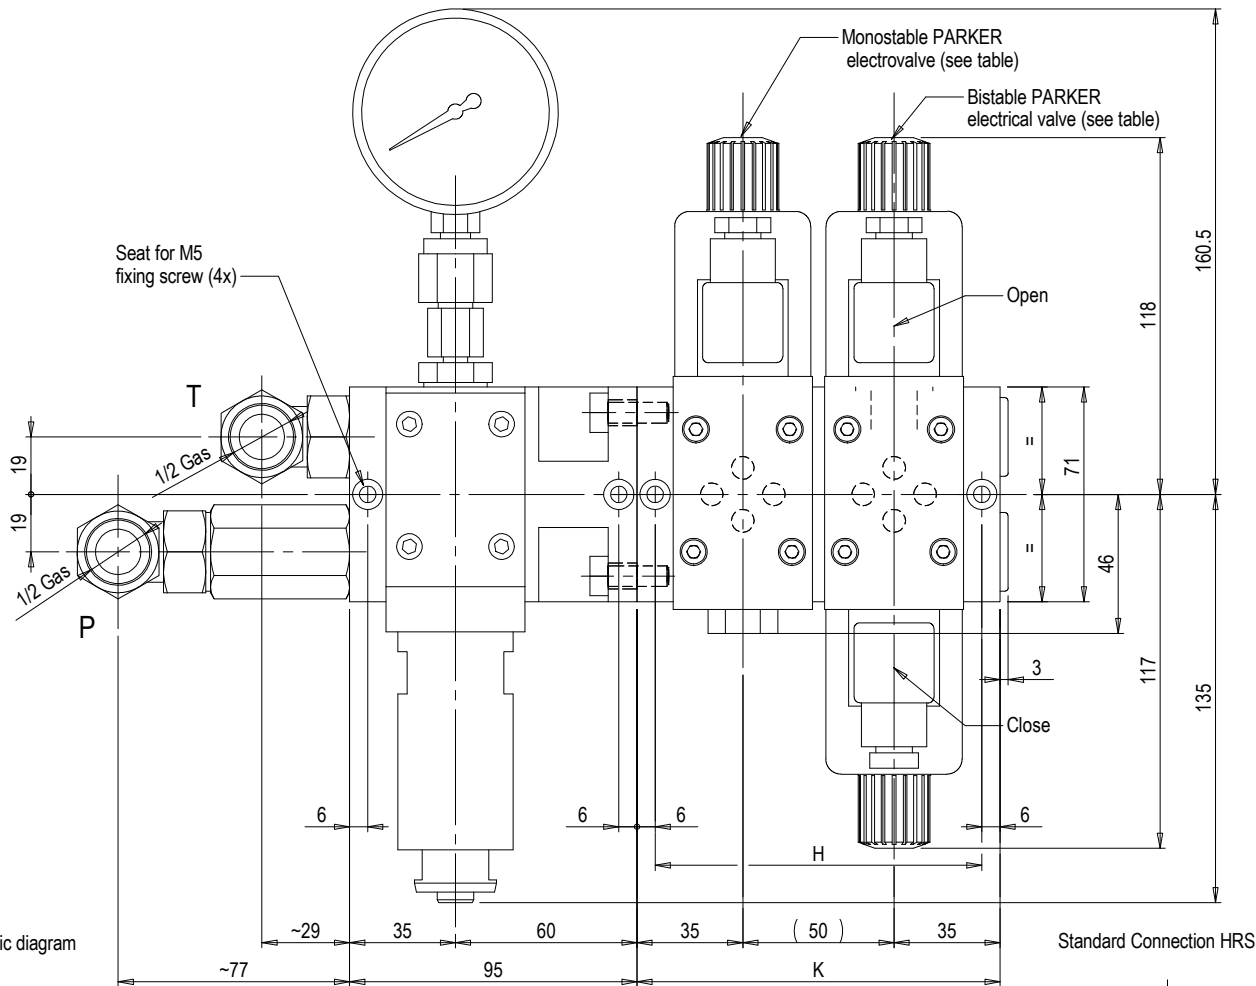 Monostable PARKER
electrovalve (see table)
Bistable PARKER
electrical valve (see table)
160.5
Seat for M5
fixing screw (4x)
Open
118
T
1/2 Gas
19
=
71
19
=
46
1/2 Gas
P
117
3
135
Close
6
6
6
6
H
~29
35
60
35
(50)
35
ic diagram
Standard Connection HRS
~77
95
K